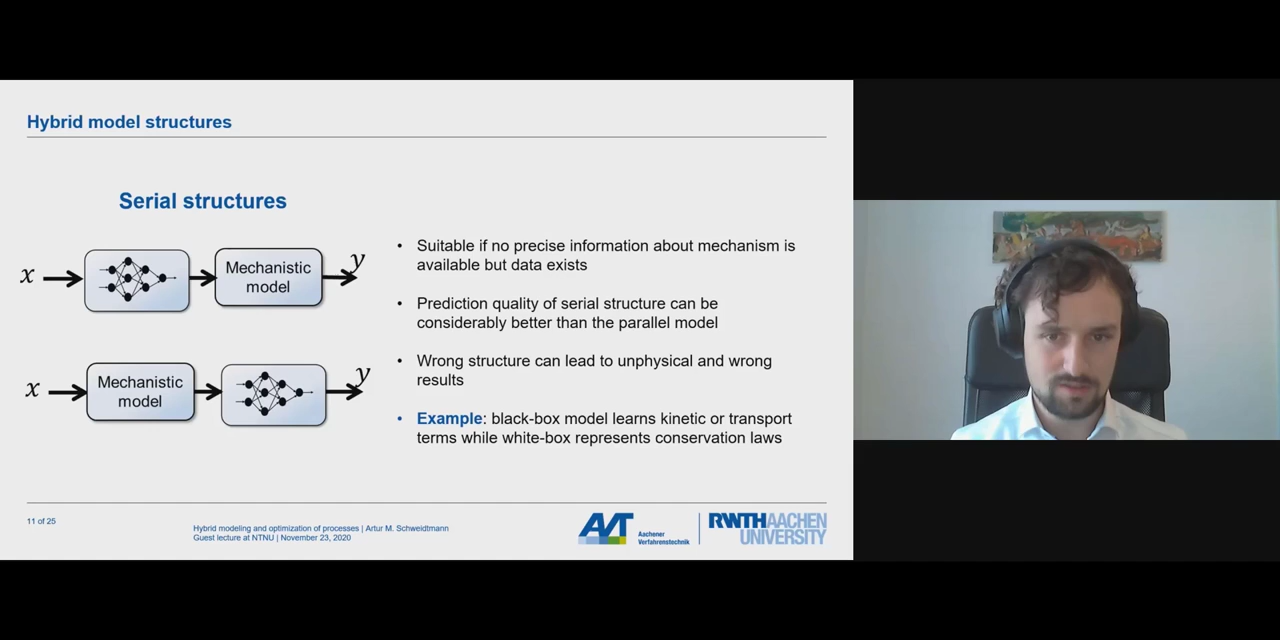 Hybrid model structures
Serial structures
x
Mechanistic
model
y
x
Mechanistic
model
y
• Suitable if no precise information about mechanism is
available but data exists
• Prediction quality of serial structure can be
considerably better than the parallel model
• Wrong structure can lead to unphysical and wrong
results
• Example: black-box model learns kinetic or transport
terms while white-box represents conservation laws
11 of 25
Hybrid modeling and optimization of processes | Artur M. Schweidtmann
Guest lecture at NTNU | November 23, 2020
AVT
Aachener
Verfahrenstechnik
RWTHAACHEN
UNIVERSITY